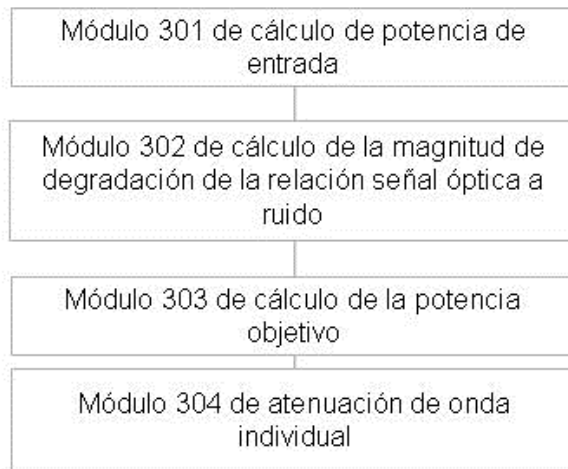 Módulo 301 de cálculo de potencia de
entrada
Módulo 302 de cálculo de la magnitud de
degradación de la relación señal óptica a
ruido
Módulo 303 de cálculo de la potencia
objetivo
Módulo 304 de atenuación de onda
individual